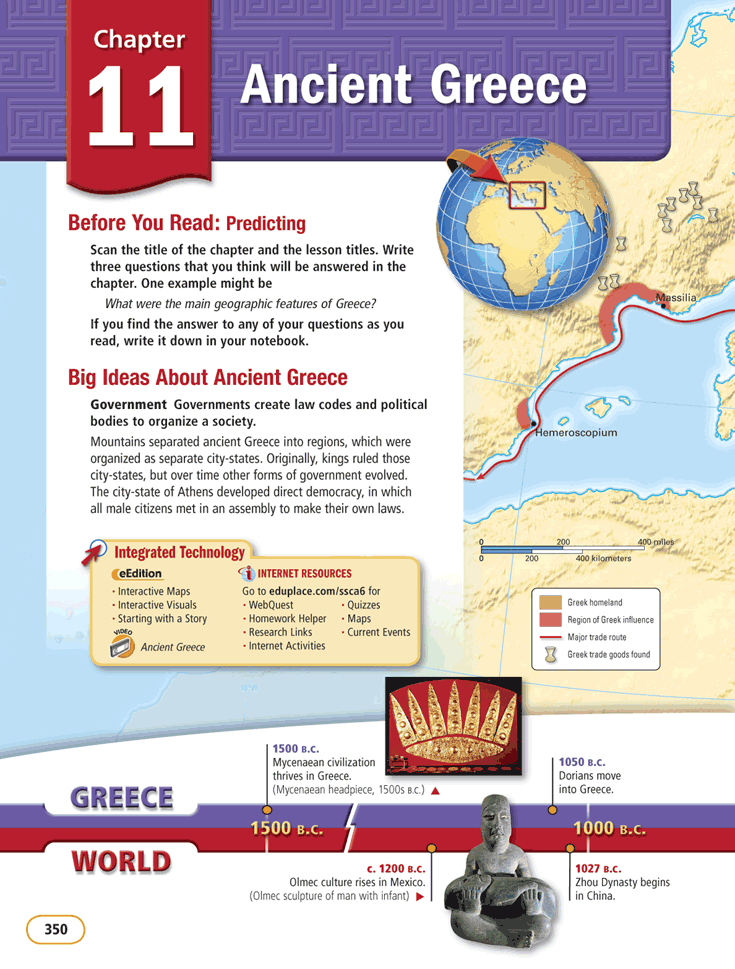 Chapter
11
Ancient Greece
Before You Read: Predicting
Scan the title of the chapter and the lesson titles. Write
three questions that you think will be answered in the
chapter. One example might be
What were the main geographic features of Greece?
If you find the answer to any of your questions as you
read, write it down in your notebook.
Big Ideas About Ancient Greece
Government Governments create law codes and political
bodies to organize a society.
Mountains separated ancient Greece into regions, which were
organized as separate city-states. Originally, kings ruled those
city-states, but over time other forms of government evolved.
The city-state of Athens developed direct democracy, in which
all male citizens met in an assembly to make their own laws.
Massilia
Hemeroscopium
0 200 400 miles
0 200 400 kilometers
Greek homeland
Region of Greek influence
Major trade route
Greek trade goods found
Integrated Technology
eEdition
• Interactive Maps
• Interactive Visuals
• Starting with a Story
VIDEO
Ancient Greece
INTERNET RESOURCES
Go to eduplace.com/ssca6 for
• WebQuest
• Homework Helper
• Research Links
• Internet Activities
• Quizzes
• Maps
• Current Events
1500 B.C.
Mycenaean civilization
thrives in Greece.
(Mycenaean headpiece, 1500s B.C.)
1050 B.C.
Dorians move
into Greece.
GREECE
1500 B.C.
1000 B.C.
WORLD
c. 1200 B.C.
Olmec culture rises in Mexico.
(Olmec sculpture of man with infant)
1027 B.C.
Zhou Dynasty begins
in China.
350